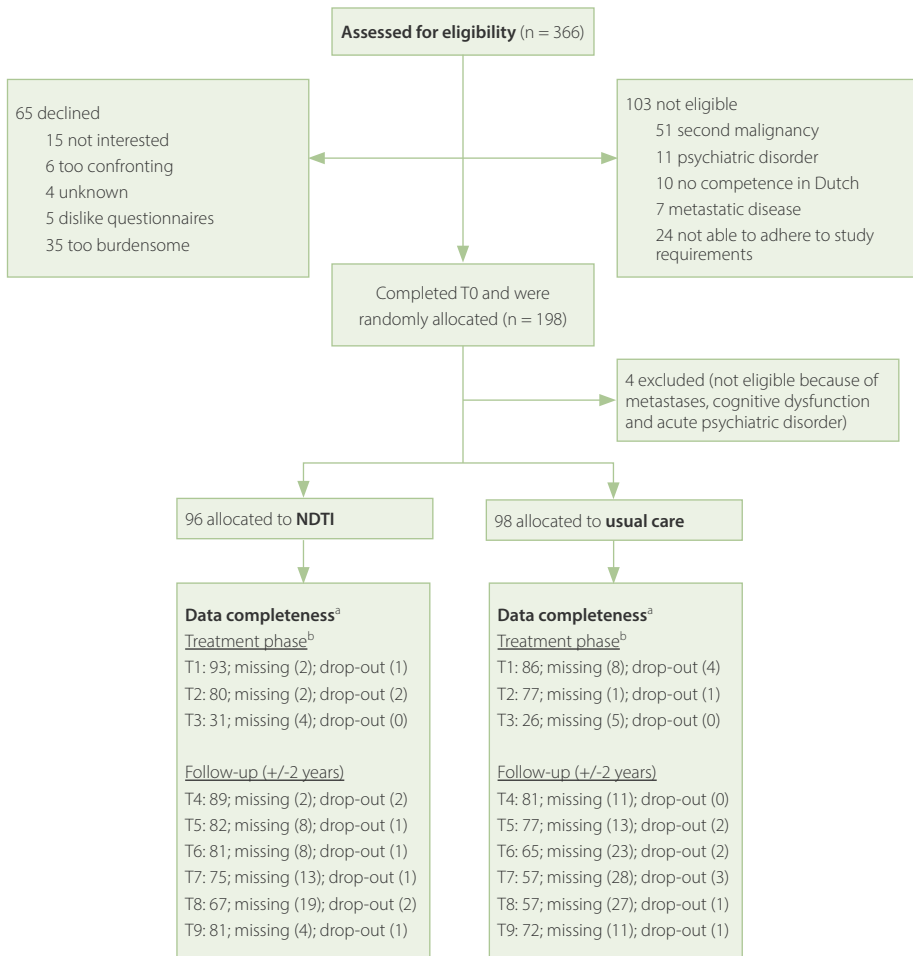 Assessed for eligibility (n = 366)
65 declined
15 not interested
6 too confronting
4 unknown
5 dislike questionnaires
35 too burdensome
103 not eligible
51 second malignancy
11 psychiatric disorder
10 no competence in Dutch
7 metastatic disease
24 not able to adhere to study
requirements
Completed T0 and were
randomly allocated (n = 198)
4 excluded (not eligible because of
metastases, cognitive dysfunction
and acute psychiatric disorder)
96 allocated to NDTI
98 allocated to usual care
Data completenessᵃ
Treatment phaseᵇ
T1: 93; missing (2); drop-out (1)
T2: 80; missing (2); drop-out (2)
T3: 31; missing (4); drop-out (0)
Follow-up (+/-2 years)
T4: 89; missing (2); drop-out (2)
T5: 82; missing (8); drop-out (1)
T6: 81; missing (8); drop-out (1)
T7: 75; missing (13); drop-out (1)
T8: 67; missing (19); drop-out (2)
T9: 81; missing (4); drop-out (1)
Data completenessᵃ
Treatment phaseᵇ
T1: 86; missing (8); drop-out (4)
T2: 77; missing (1); drop-out (1)
T3: 26; missing (5); drop-out (0)
Follow-up (+/-2 years)
T4: 81; missing (11); drop-out (0)
T5: 77; missing (13); drop-out (2)
T6: 65; missing (23); drop-out (2)
T7: 57; missing (28); drop-out (3)
T8: 57; missing (27); drop-out (1)
T9: 72; missing (11); drop-out (1)